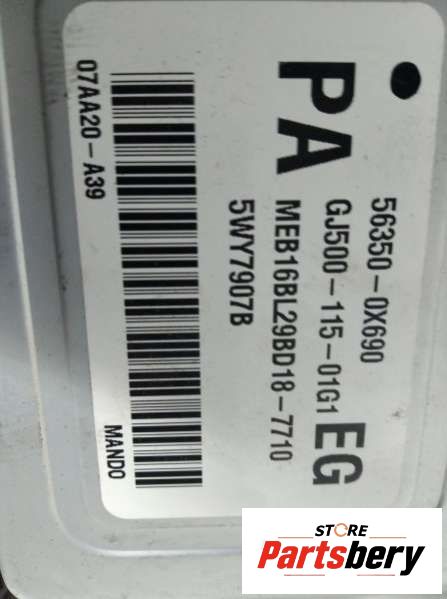 PA
56350-0X690
GJ500-115-01G1
EG
MEB16BL29BD18-7710
5WY7907B
07AA20-A39
MANDO
STORE
Partsbery